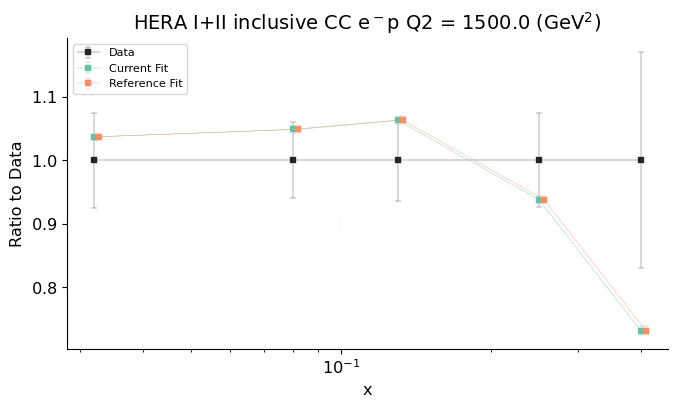 HERA I+II inclusive CC e⁻p Q2 = 1500.0 (GeV²)
Data
Current Fit
Reference Fit
Ratio to Data
1.1
1.0
0.9
0.8
10⁻¹
x